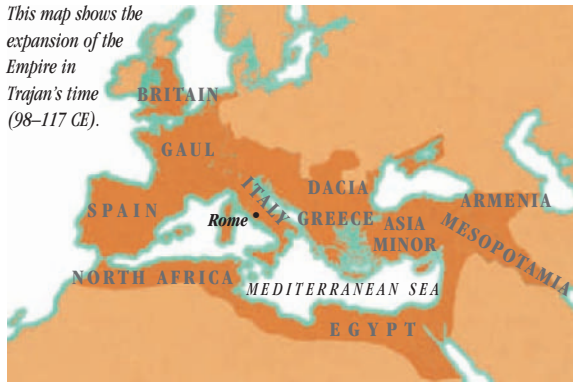 This map shows the
expansion of the
Empire in
Trajan's time
(98–117 CE).
BRITAIN
GAUL
DACIA
ITALY
SPAIN
Rome
GREECE
ASIA
MINOR
ARMENIA
MESOPOTAMIA
NORTH AFRICA
MEDITERRANEAN SEA
EGYPT